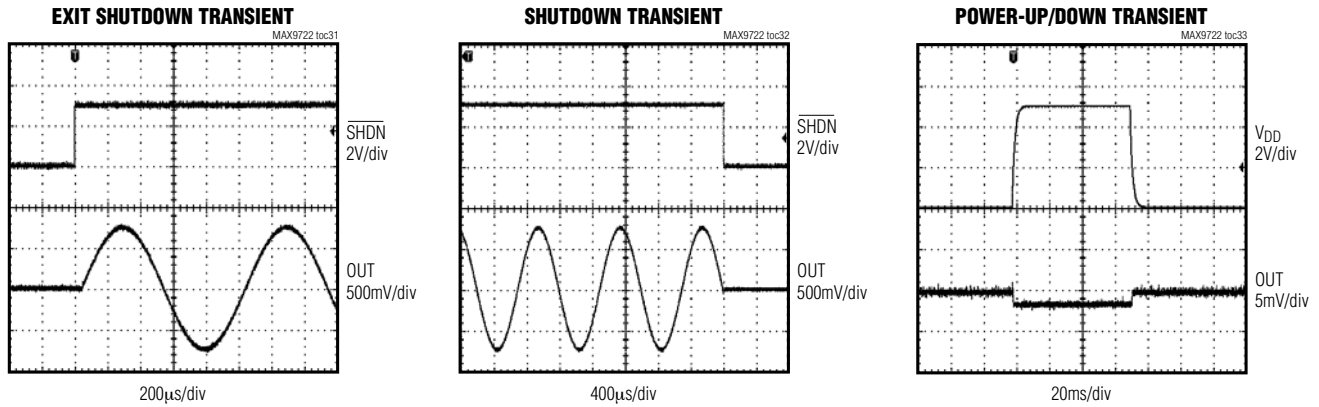 EXIT SHUTDOWN TRANSIENT
MAX9722 toc31
SHDN
2V/div
OUT
500mV/div
200μs/div
SHUTDOWN TRANSIENT
MAX9722 toc32
SHDN
2V/div
OUT
500mV/div
400μs/div
POWER-UP/DOWN TRANSIENT
MAX9722 toc33
VDD
2V/div
OUT
5mV/div
20ms/div